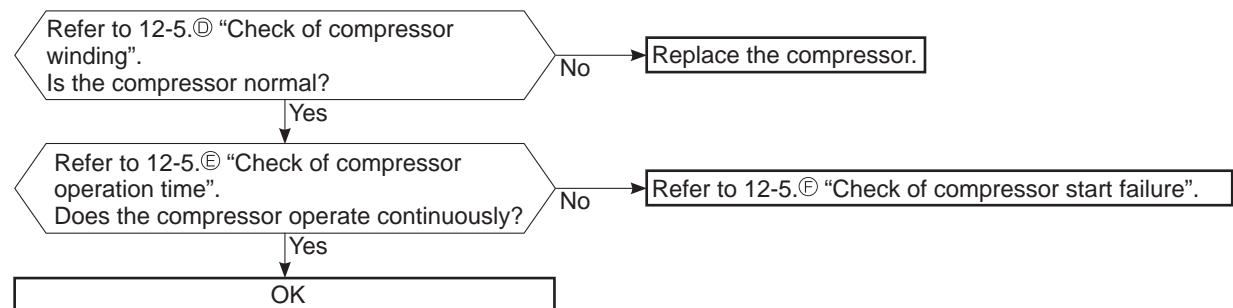 Refer to 12-5.Ⓓ “Check of compressor
winding”.
Is the compressor normal?
No
Replace the compressor.
Yes
Refer to 12-5.Ⓔ “Check of compressor
operation time”.
Does the compressor operate continuously?
No
Refer to 12-5.Ⓕ “Check of compressor start failure”.
Yes
OK